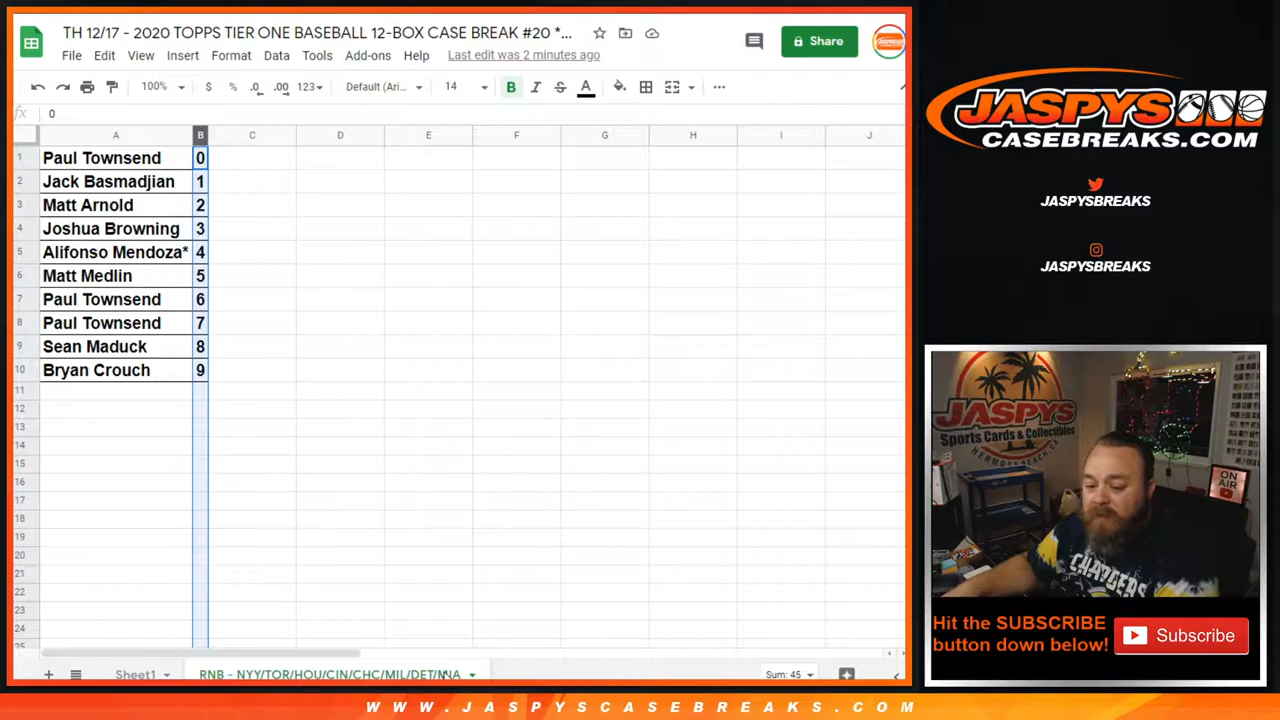 TH 12/17 - 2020 TOPPS TIER ONE BASEBALL 12-BOX CASE BREAK #20 *...
Share
File Edit View Insert Format Data Tools Add-ons Help Last edit was 2 minutes ago
100% $ % .0 .00 123 Default (Ari... 14 B I S A ...
fx 0
A B C D E F G H I J
1 Paul Townsend 0
2 Jack Basmadjian 1
3 Matt Arnold 2
4 Joshua Browning 3
5 Alifonso Mendoza* 4
6 Matt Medlin 5
7 Paul Townsend 6
8 Paul Townsend 7
9 Sean Maduck 8
10 Bryan Crouch 9
11
12
13
14
15
16
17
18
19
20
21
22
23
24
25
+ Sheet1 RNB - NYY/TOR/HOU/CIN/CHC/MIL/DET/MIA Sum: 45
JASPYS
CASEBREAKS.COM
JASPYSBREAKS
JASPYSBREAKS
JASPYS
Sports Cards & Collectibles
HERMOSA BEACH, CA
ON
AIR
CHARGERS
Hit the SUBSCRIBE
button down below!
Subscribe
WWW.JASPYSCASEBREAKS.COM